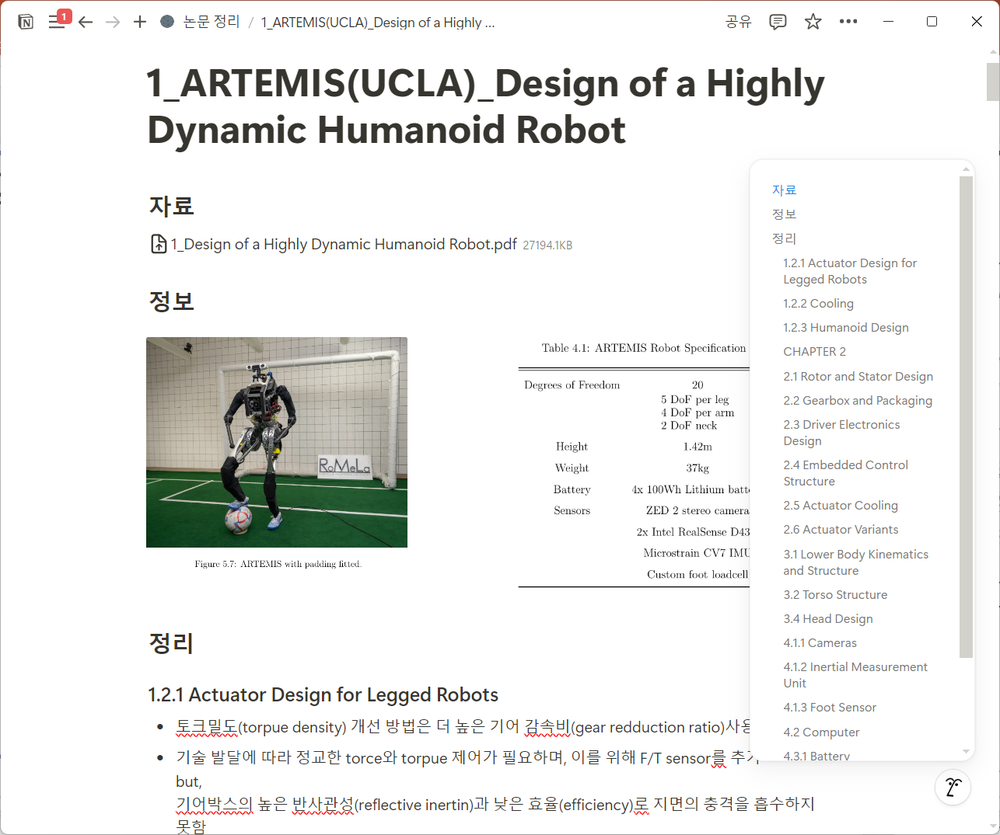 1
논문 정리 / 1_ARTEMIS(UCLA)_Design of a Highly ...
공유
1_ARTEMIS(UCLA)_Design of a Highly
Dynamic Humanoid Robot
자료
1_Design of a Highly Dynamic Humanoid Robot.pdf 27194.1KB
정보
RoMeLa
Figure 5.7: ARTEMIS with padding fitted.
Table 4.1: ARTEMIS Robot Specification
Degrees of Freedom 20
5 DoF per leg
4 DoF per arm
2 DoF neck
Height 1.42m
Weight 37kg
Battery 4x 100Wh Lithium batt
Sensors ZED 2 stereo camera
2x Intel RealSense D43
Microstrain CV7 IMU
Custom foot loadcell
정리
1.2.1 Actuator Design for Legged Robots
• 토크밀도(torpue density) 개선 방법은 더 높은 기어 감속비(gear redduction ratio)사용
• 기술 발달에 따라 정교한 torce와 torpue 제어가 필요하며, 이를 위해 F/T sensor를 추가
but,
기어박스의 높은 반사관성(reflective inertin)과 낮은 효율(efficiency)로 지면의 충격을 흡수하지
못함
자료
정보
정리
1.2.1 Actuator Design for
Legged Robots
1.2.2 Cooling
1.2.3 Humanoid Design
CHAPTER 2
2.1 Rotor and Stator Design
2.2 Gearbox and Packaging
2.3 Driver Electronics
Design
2.4 Embedded Control
Structure
2.5 Actuator Cooling
2.6 Actuator Variants
3.1 Lower Body Kinematics
and Structure
3.2 Torso Structure
3.4 Head Design
4.1.1 Cameras
4.1.2 Inertial Measurement
Unit
4.1.3 Foot Sensor
4.2 Computer
4.3.1 Battery